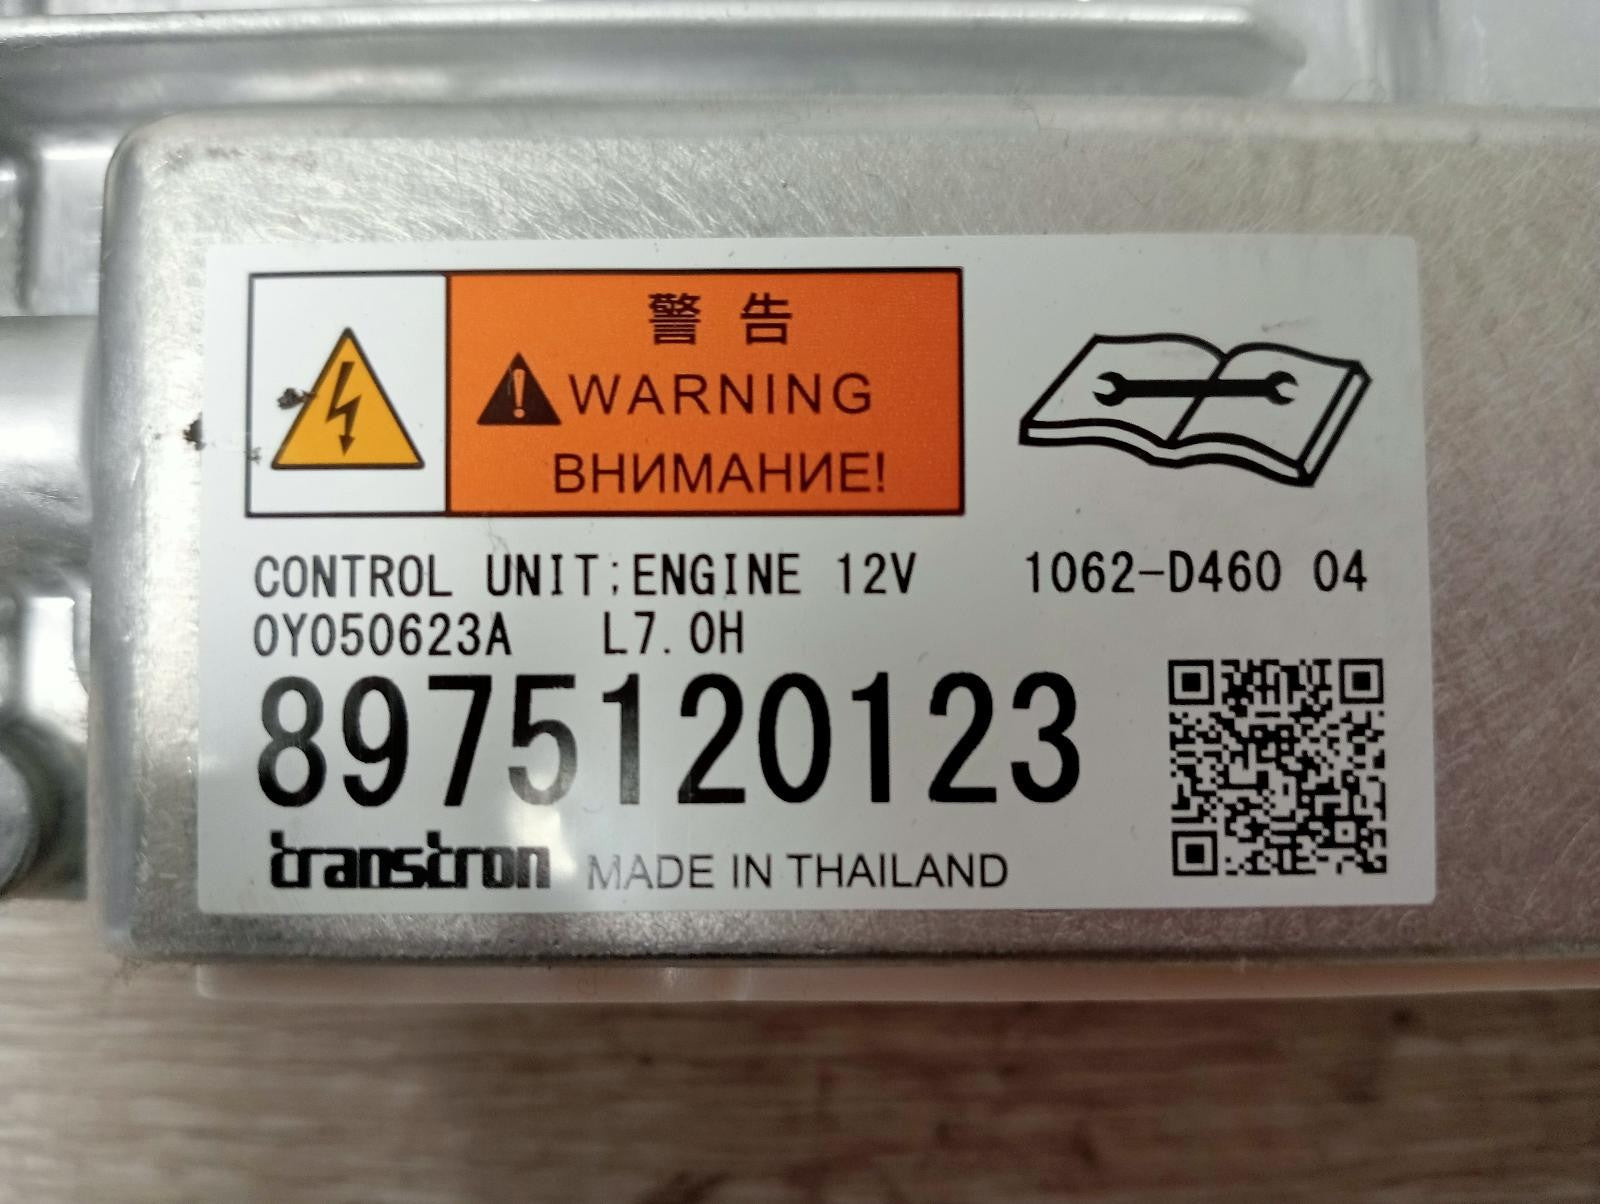 警告
WARNING
ВНИМАНИЕ!
CONTROL UNIT;ENGINE 12V 1062-D460 04
0Y050623A L7.0H
8975120123
transtron MADE IN THAILAND